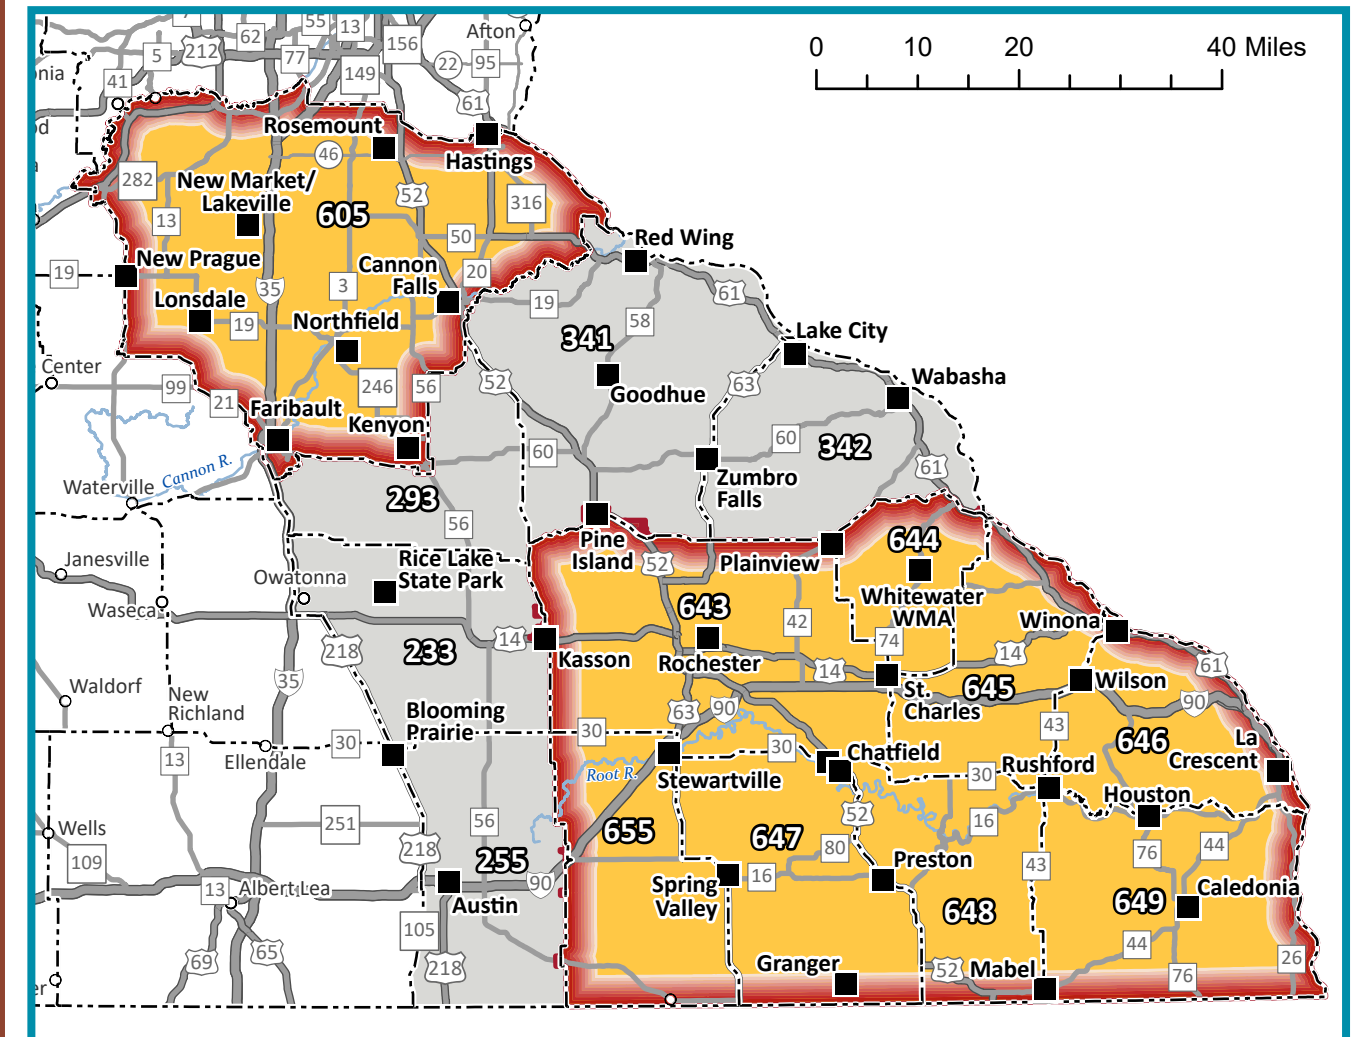 55
13
62
156
Afton
5
212
77
22
95
0
10
20
40 Miles
nia
41
149
61
d
Rosemount
46
Hastings
a
282
New Market/
Lakeville
52
316
13
605
50
Red Wing
19
New Prague
Cannon
Falls
20
35
3
61
Lonsdale
19
Northfield
19
58
341
Lake City
Center
99
246
56
52
63
Wabasha
21
Goodhue
Faribault
Kenyon
60
60
342
Cannon R.
61
Waterville
293
Zumbro
Falls
56
Pine
Island
644
Janesville
Rice Lake
State Park
52
Plainview
Owatonna
Whitewater
WMA
Waseca
643
42
Winona
218
233
14
Kasson
Rochester
74
14
14
61
35
St.
Charles
645
Wilson
Waldorf
New
Richland
Blooming
Prairie
63
90
90
43
30
30
30
Chatfield
646
La
Crescent
Ellendale
13
Root R.
Stewartville
30
Rushford
Houston
Wells
251
56
655
647
52
16
109
218
80
76
44
255
Preston
43
13
Albert Lea
90
Spring
Valley
16
Caledonia
Austin
648
649
105
44
69
65
218
Granger
52
Mabel
76
26
er